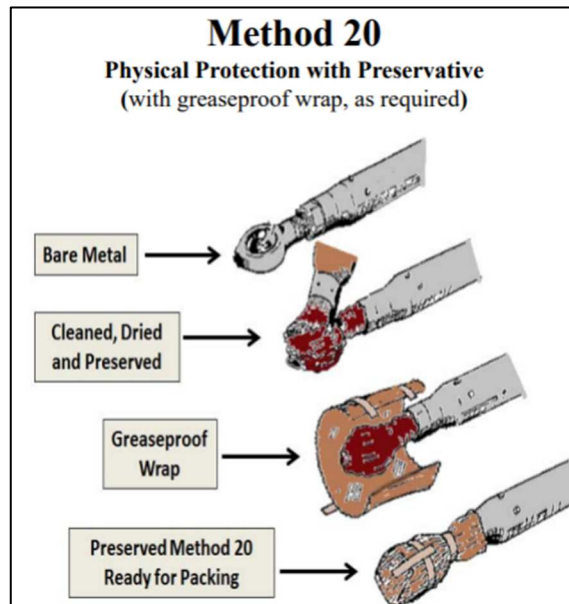 Method 20
Physical Protection with Preservative
(with greaseproof wrap, as required)
Bare Metal
Cleaned, Dried
and Preserved
Greaseproof
Wrap
Preserved Method 20
Ready for Packing